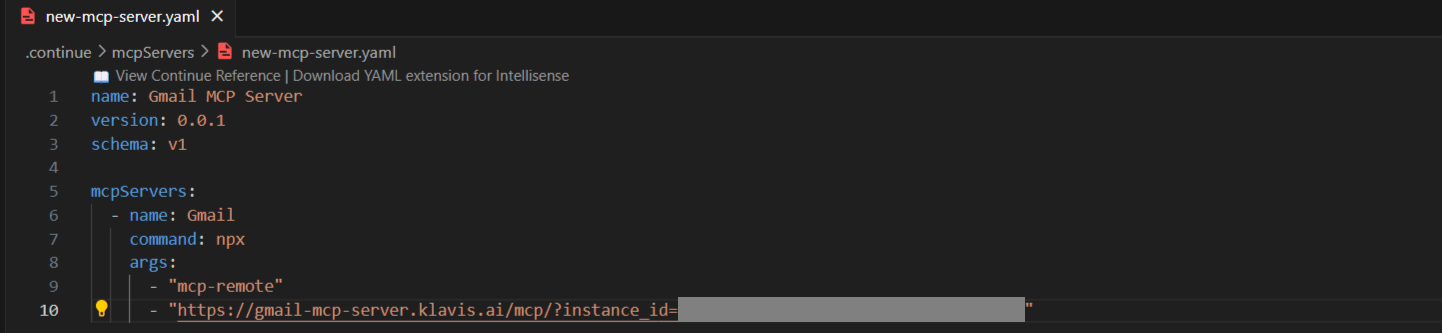 new-mcp-server.yaml ×
.continue > mcpServers > new-mcp-server.yaml
View Continue Reference | Download YAML extension for Intellisense
1 name: Gmail MCP Server
2 version: 0.0.1
3 schema: v1
4
5 mcpServers:
6   - name: Gmail
7     command: npx
8     args:
9       - "mcp-remote"
10       - "https://gmail-mcp-server.klavis.ai/mcp/?instance_id="